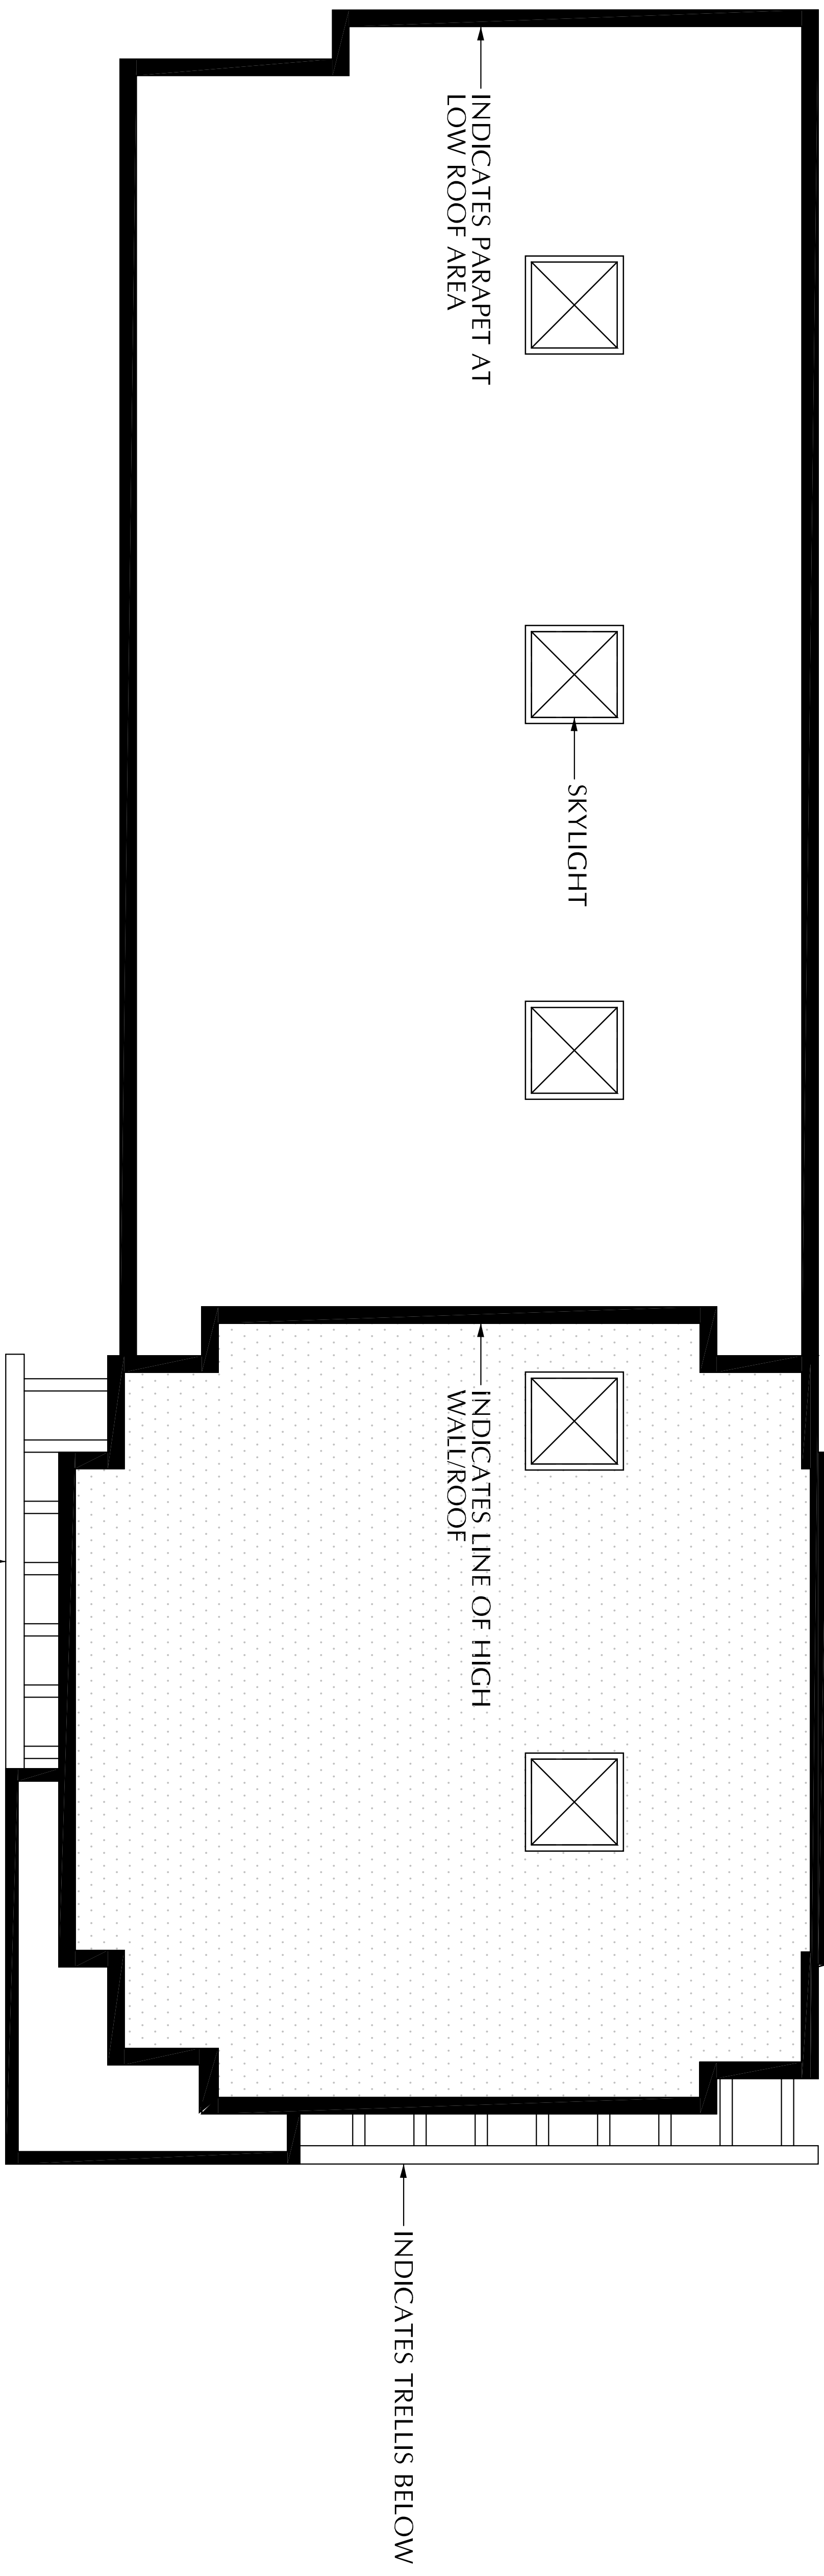 INDICATES PARAPET AT
LOW ROOF AREA
SKYLIGHT
INDICATES LINE OF HIGH
WALL/ROOF
INDICATES TRELLIS BELOW